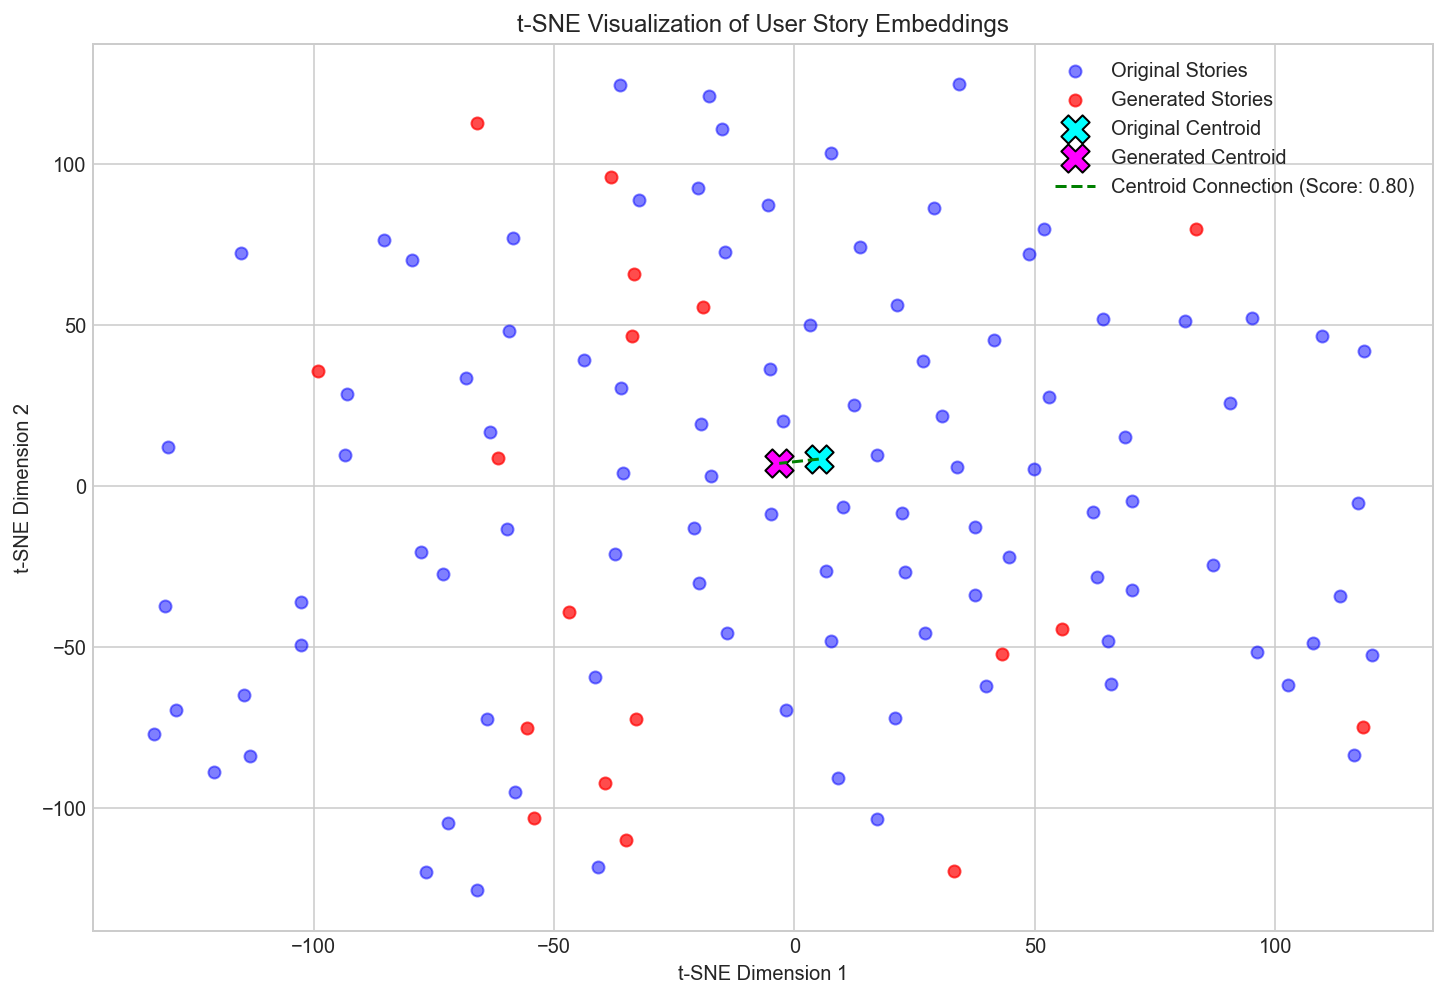 t-SNE Visualization of User Story Embeddings
Original Stories
Generated Stories
Original Centroid
Generated Centroid
Centroid Connection (Score: 0.80)
100
50
0
−50
−100
t-SNE Dimension 2
−100
−50
0
50
100
t-SNE Dimension 1